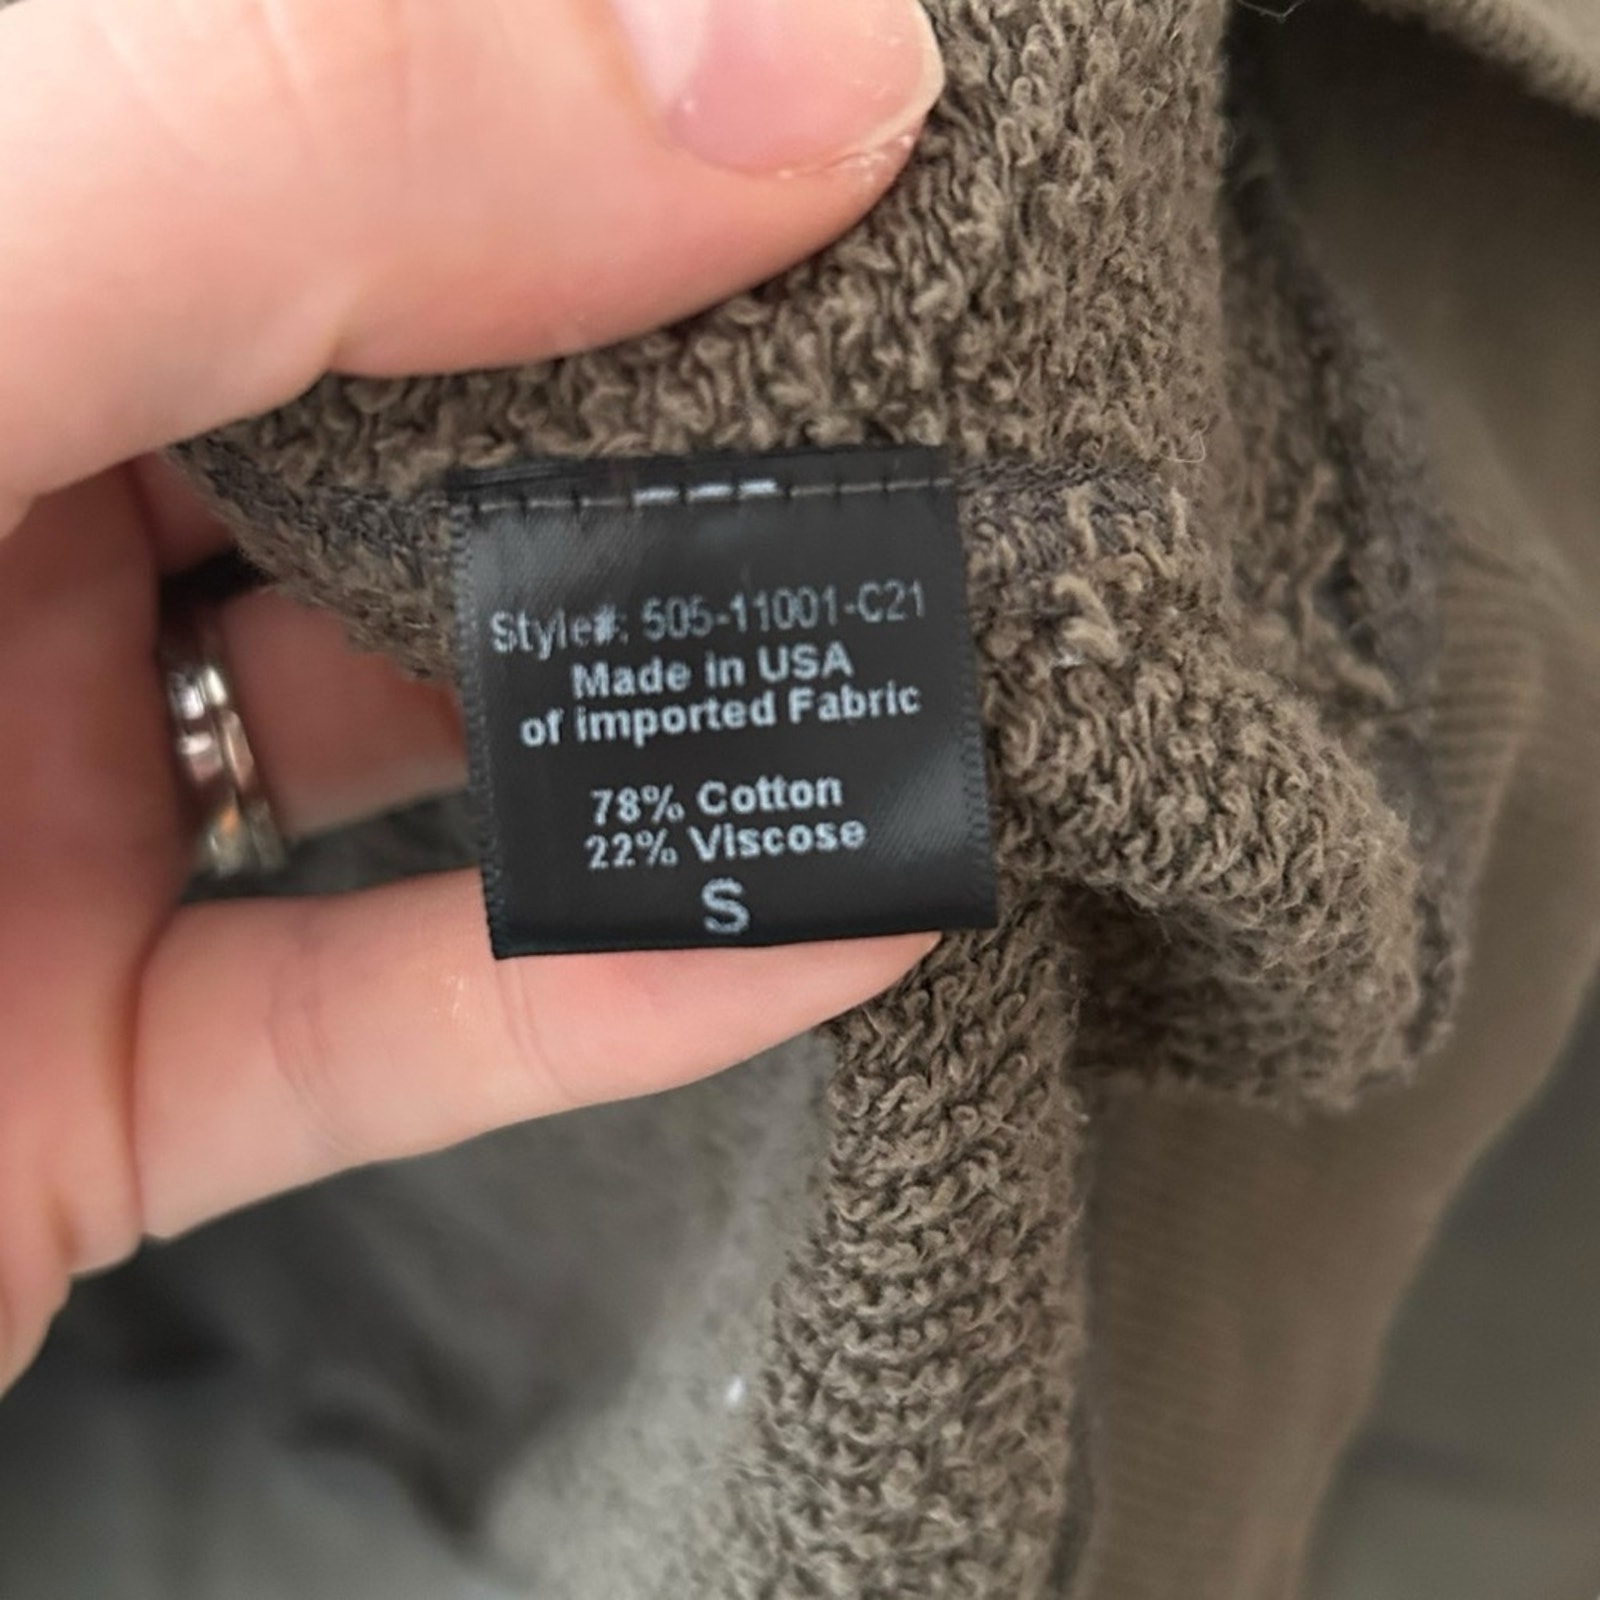 Style#: 505-11001-C21
Made in USA
of imported Fabric
78% Cotton
22% Viscose
S